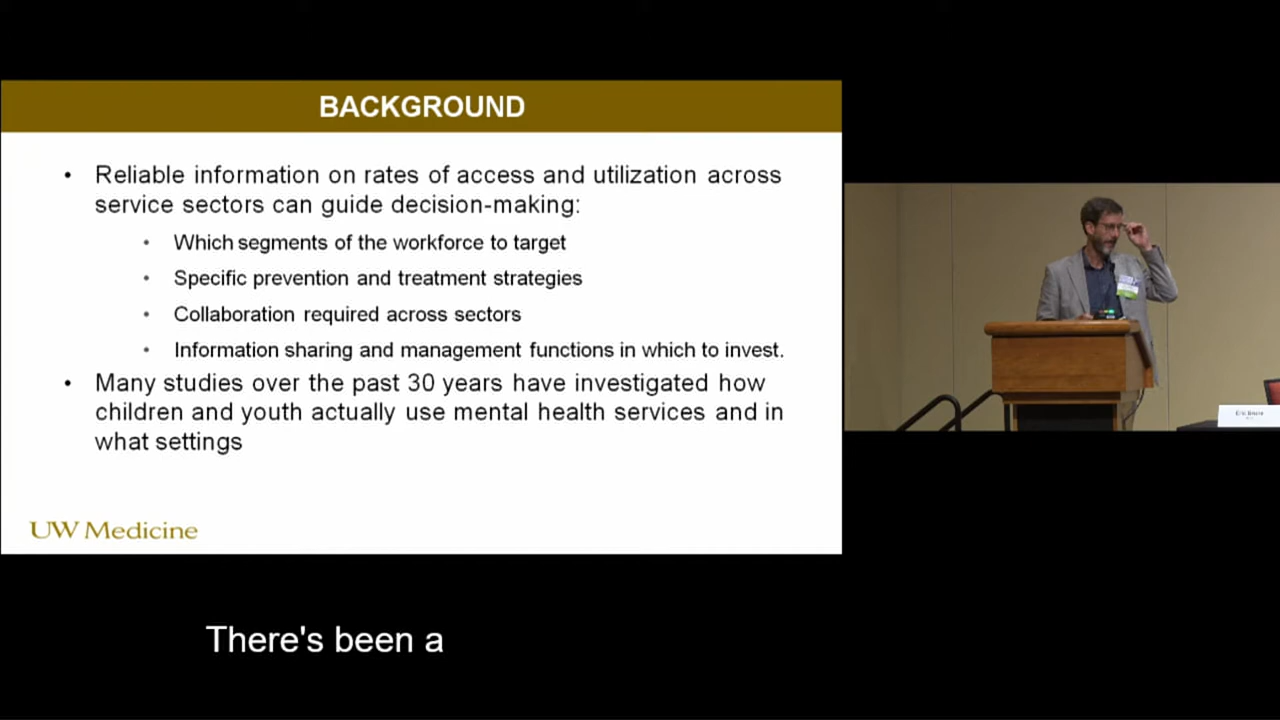 BACKGROUND
• Reliable information on rates of access and utilization across
service sectors can guide decision-making:
• Which segments of the workforce to target
• Specific prevention and treatment strategies
• Collaboration required across sectors
• Information sharing and management functions in which to invest.
• Many studies over the past 30 years have investigated how
children and youth actually use mental health services and in
what settings
UW Medicine
There's been a